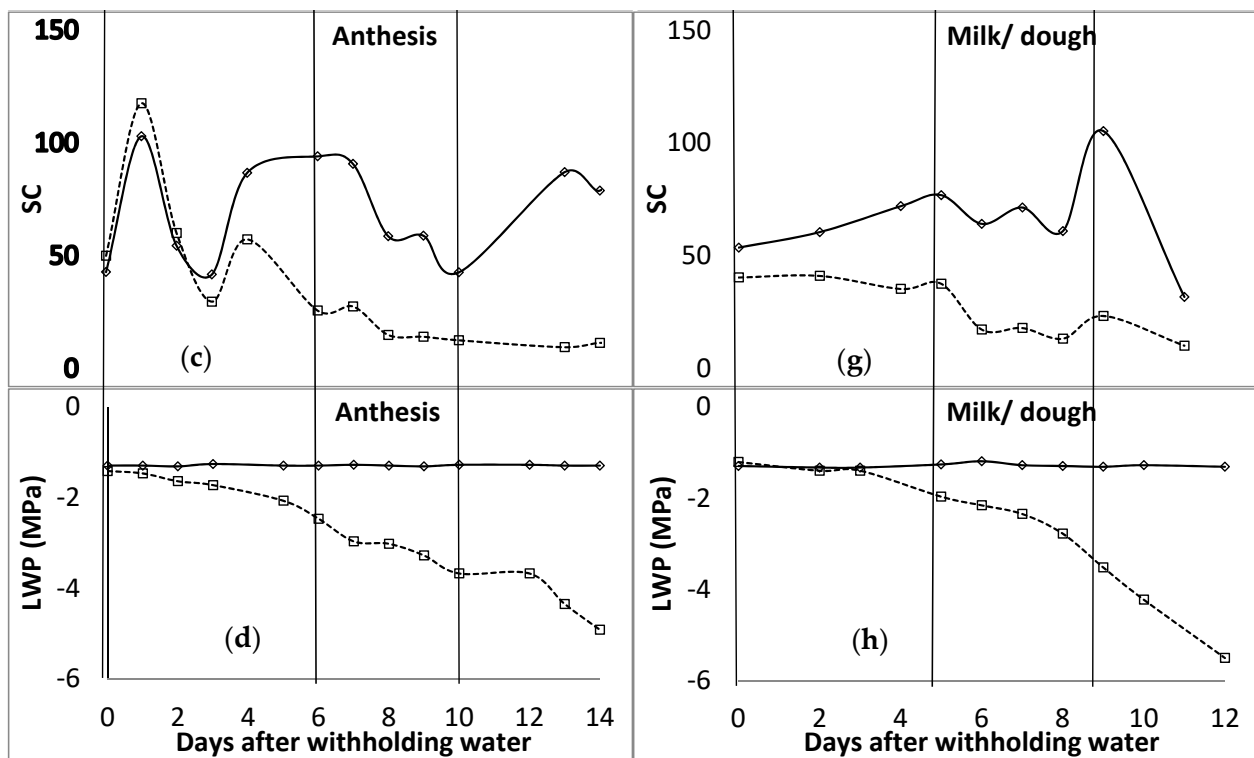 150
Anthesis
100
SC
50
0
(c)
150
Milk/ dough
100
SC
50
0
(g)
0
Anthesis
-2
LWP (MPa)
-4
-6
(d)
0 2 4 6 8 10 12 14
Days after withholding water
0
Milk/ dough
-2
LWP (MPa)
-4
-6
(h)
0 2 4 6 8 10 12
Days after withholding water